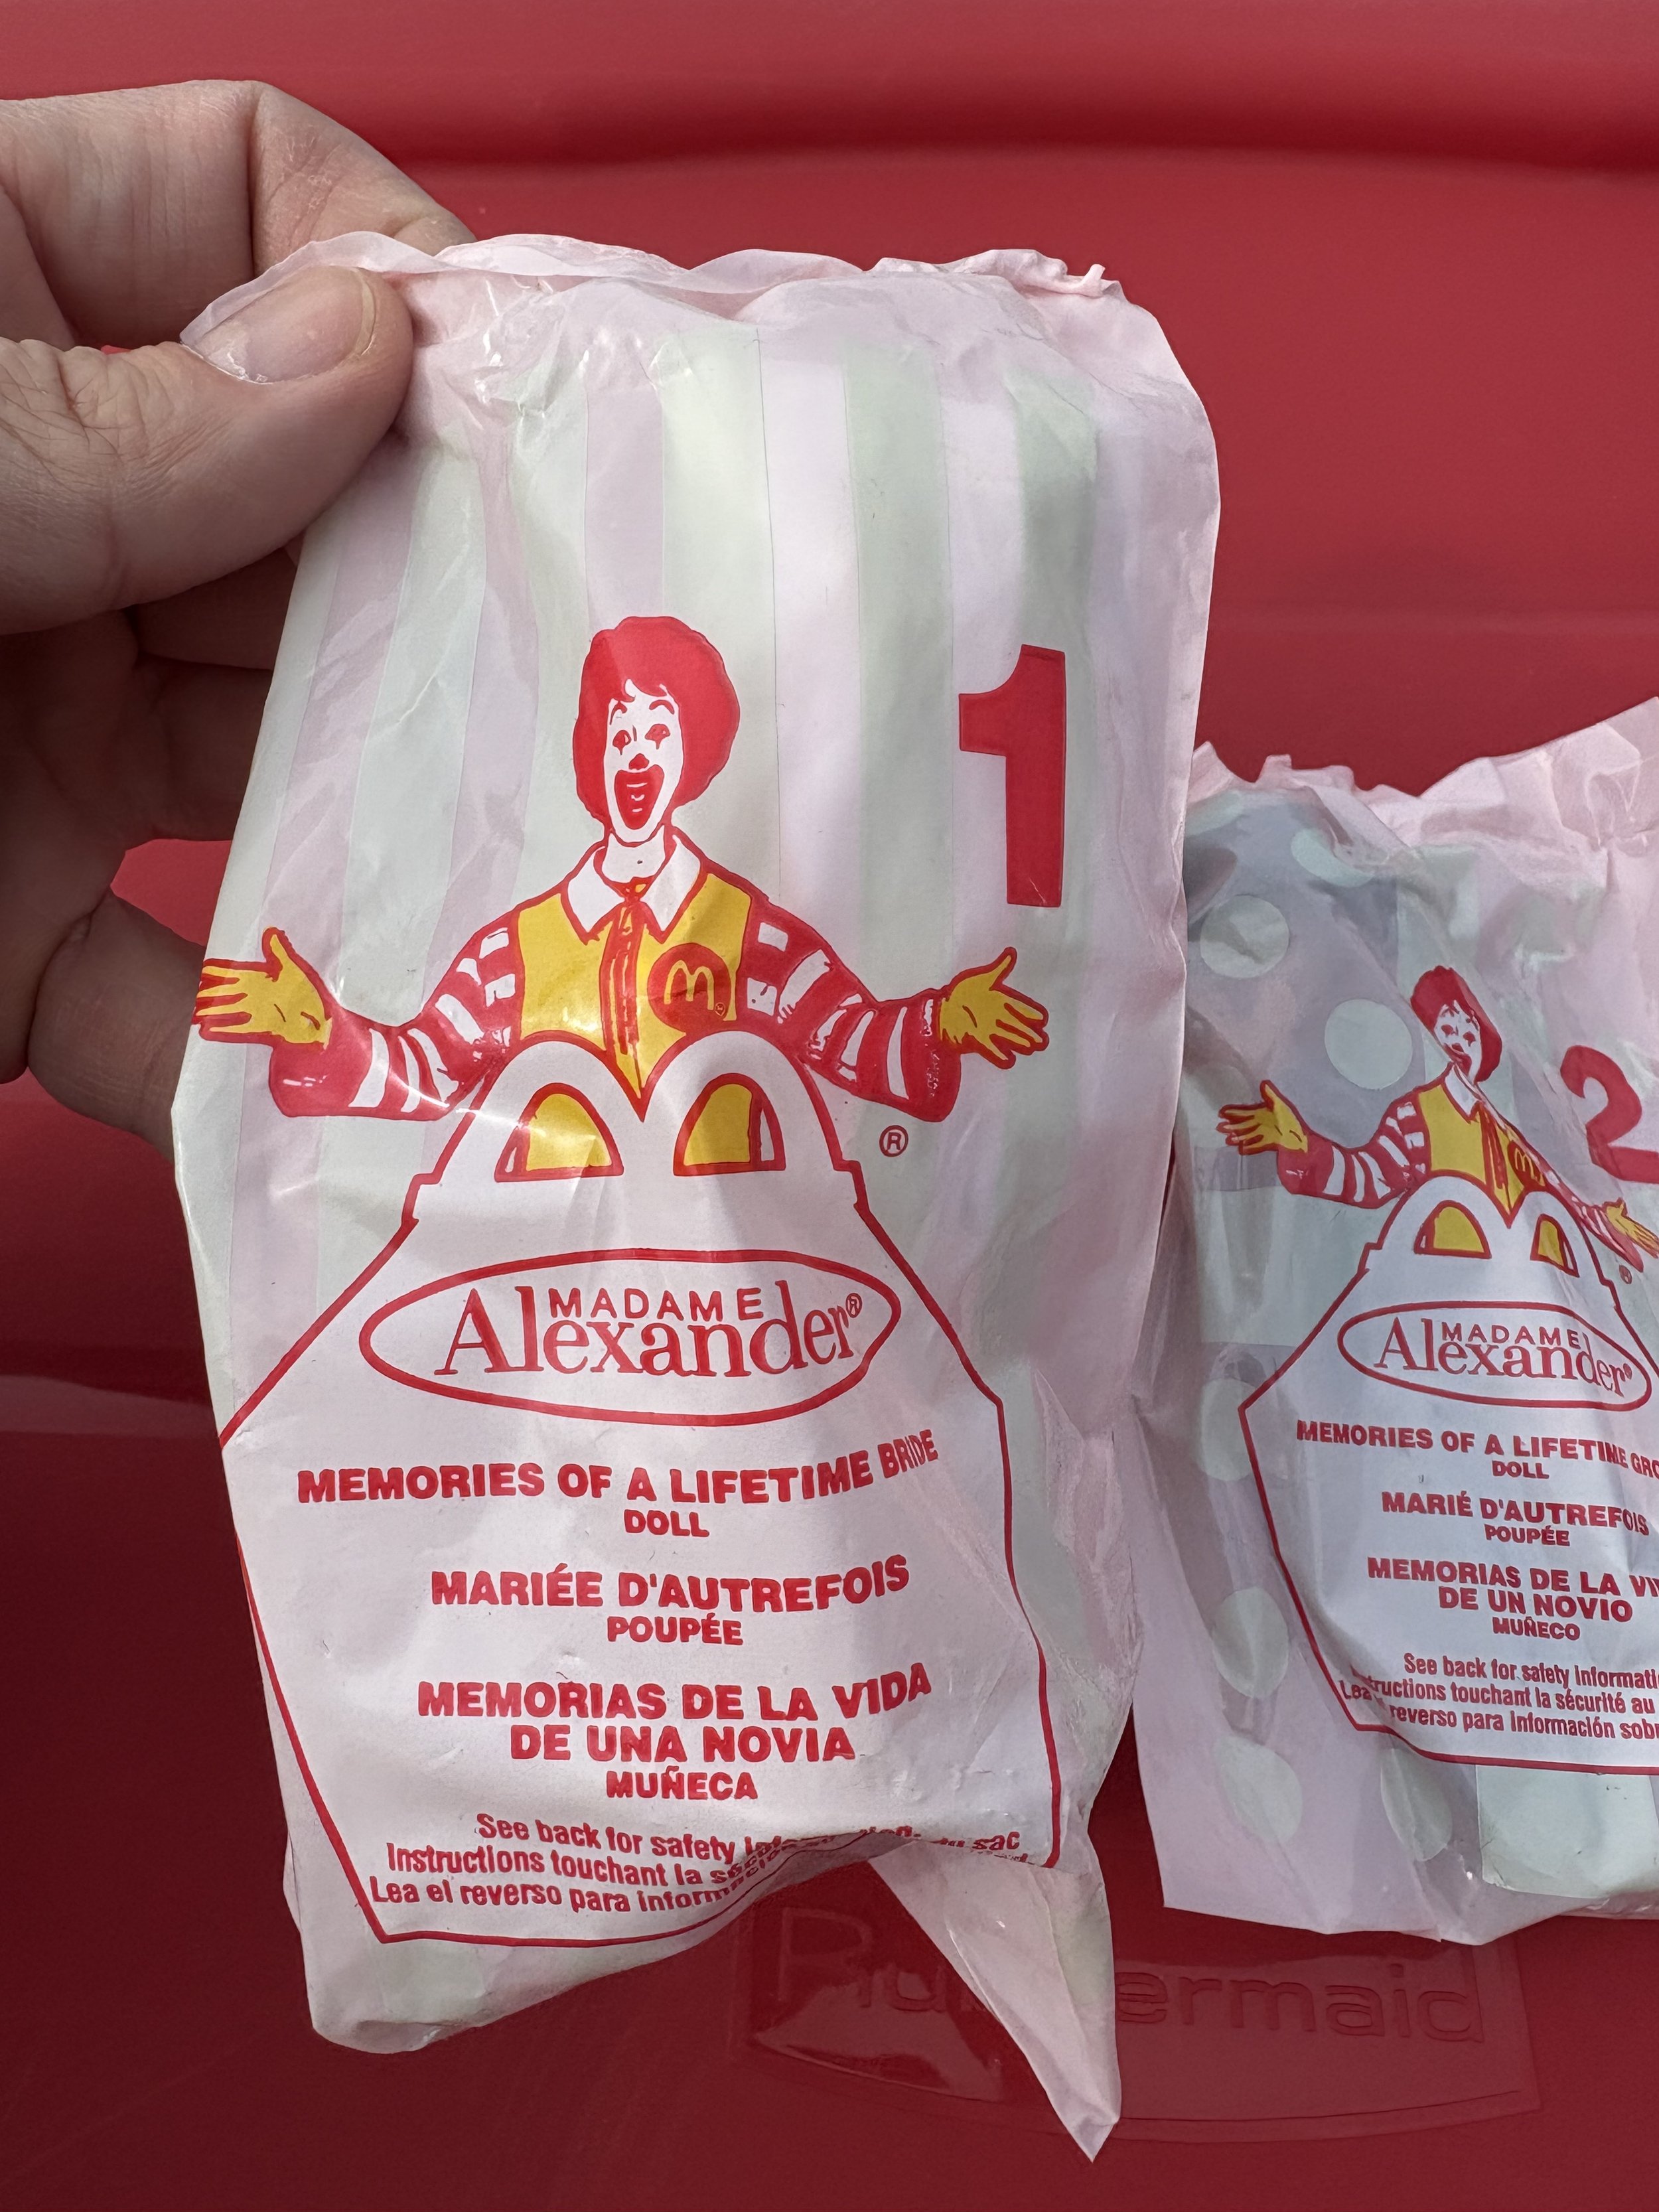 1
MADAME
Alexander®
MEMORIES OF A LIFETIME BRIDE
DOLL
MARIÉE D'AUTREFOIS
POUPÉE
MEMORIAS DE LA VIDA
DE UNA NOVIA
MUÑECA
See back for safety
Instructions touchant la au sac
Lea el reverso para
2
MADAME
Alexander®
MEMORIES OF A LIFETIME
DOLL
MARIÉ D'AUTREFOIS
POUPÉE
MEMORIAS DE LA
DE UN NOVIO
MUÑECO
See back for safety
touchant la sécurité au
reverso para información
Rubbermaid